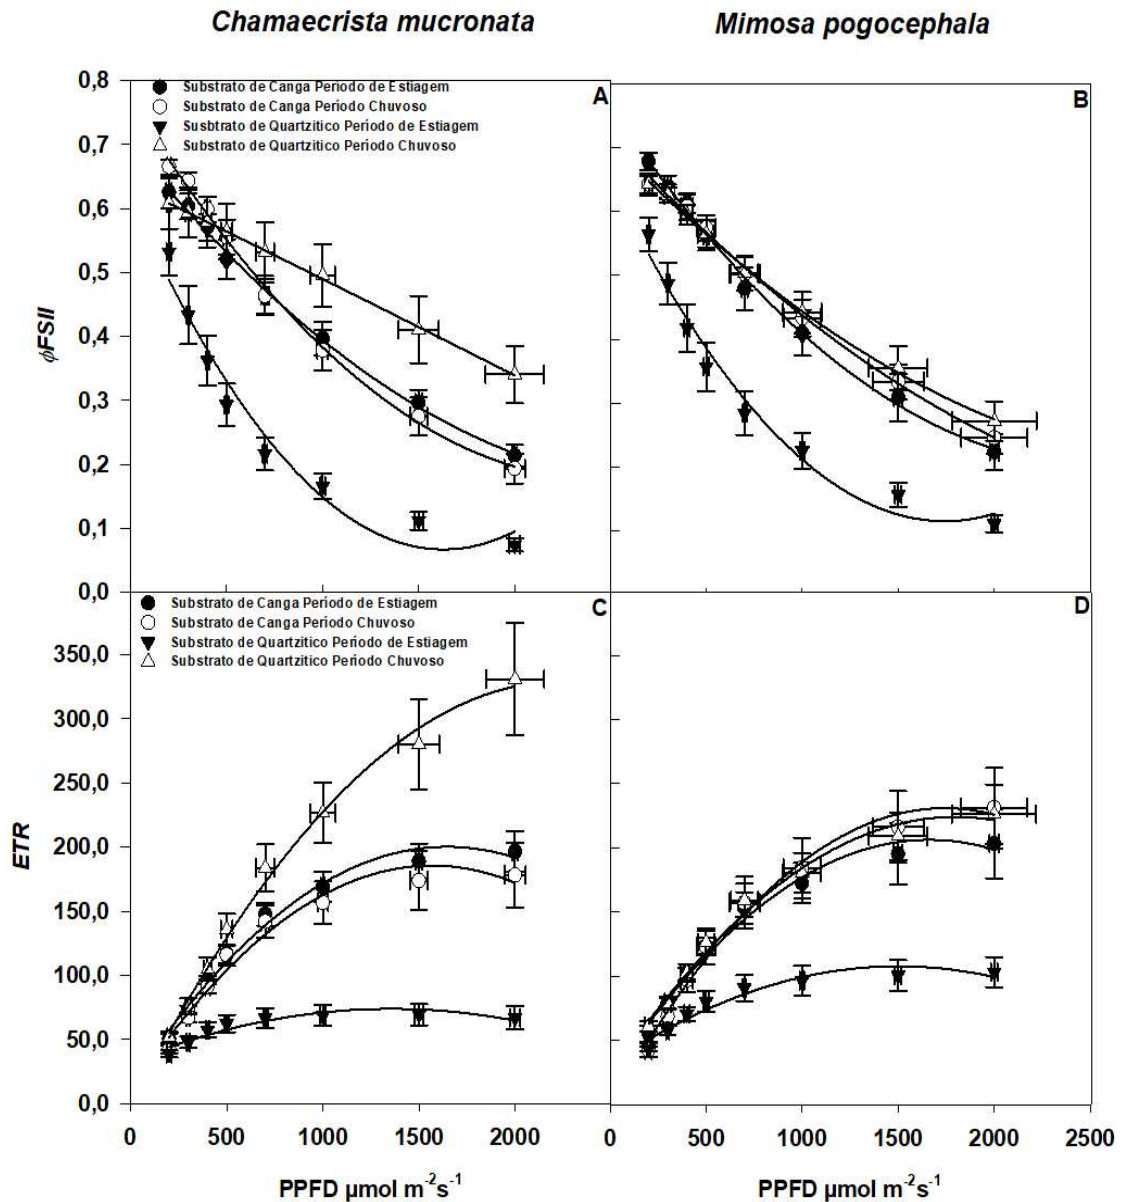 Chamaecrista mucronata Mimosa pogocephala
0,8
Substrato de Canga Período de Estiagem A B
Substrato de Canga Período Chuvoso
Susbtrato de Quartzitico Período de Estiagem
Substrato de Quartzitico Período Chuvoso
0,7
0,6
0,5
0,4
0,3
0,2
0,1
0,0
ϕFSII
Substrato de Canga Período de Estiagem C D
Substrato de Canga Período Chuvoso
Substrato de Quartzitico Período de Estiagem
Substrato de Quartzitico Período Chuvoso
350,0
300,0
250,0
200,0
150,0
100,0
50,0
0,0
ETR
0 500 1000 1500 2000 500 1000 1500 2000 2500
PPFD µmol m⁻²s⁻¹ PPFD µmol m⁻²s⁻¹